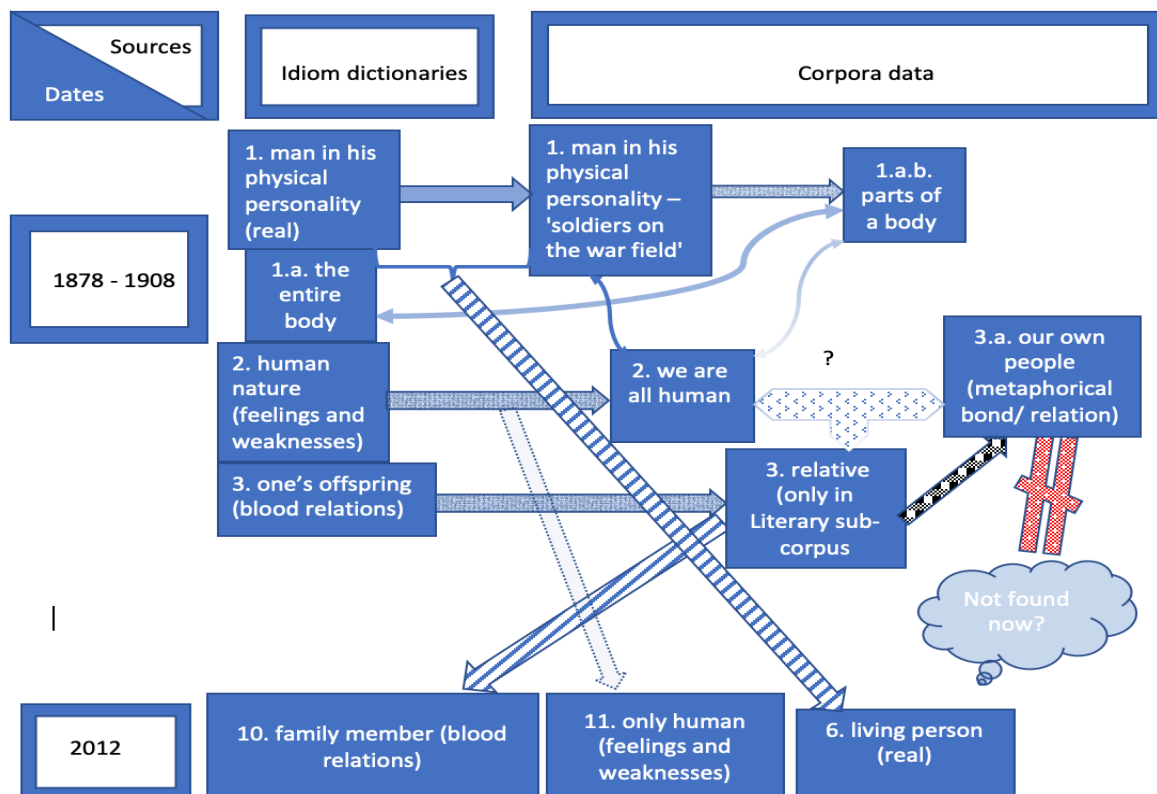 Sources
Dates
Idiom dictionaries
Corpora data
1878 - 1908
1. man in his
physical
personality
(real)
1. man in his
physical
personality –
'soldiers on
the war field'
1.a.b.
parts of
a body
1.a. the
entire
body
2. human
nature
(feelings and
weaknesses)
2. we are
all human
?
3.a. our own
people
(metaphorical
bond/ relation)
3. one’s offspring
(blood relations)
3. relative
(only in
Literary sub-
corpus
Not found
now?
2012
10. family member (blood
relations)
11. only human
(feelings and
weaknesses)
6. living person
(real)